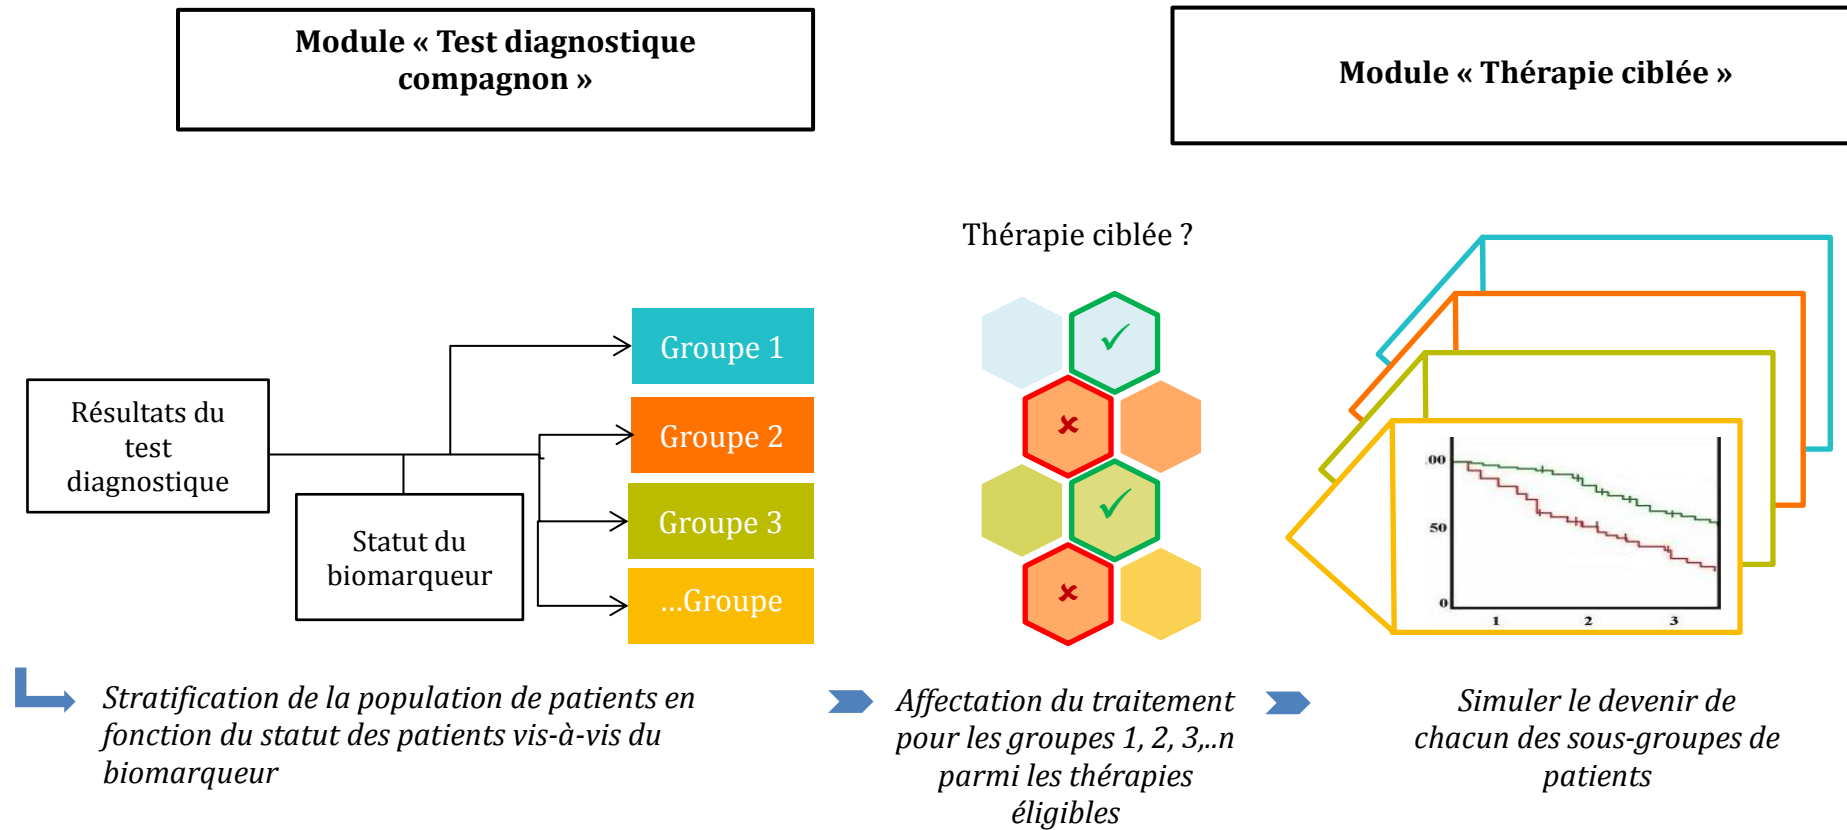 Module « Test diagnostique
compagnon »
Module « Thérapie ciblée »
Thérapie ciblée ?
Résultats du
test
diagnostique
Statut du
biomarqueur
Groupe 1
Groupe 2
Groupe 3
...Groupe
✓
✘
✓
✘
.00
50
0
1
2
3
Stratification de la population de patients en
fonction du statut des patients vis-à-vis du
biomarqueur
Affectation du traitement
pour les groupes 1, 2, 3,..n
parmi les thérapies
éligibles
Simuler le devenir de
chacun des sous-groupes de
patients